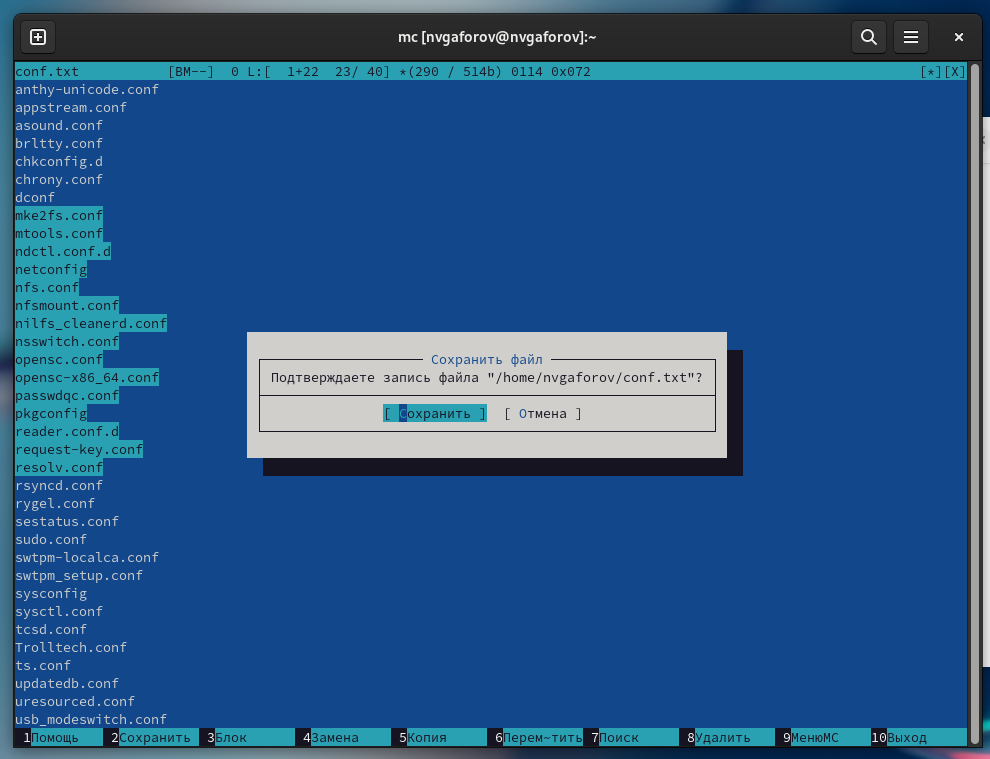 mc [nvgaforov@nvgaforov]:~
conf.txt [BM--] 0 L:[ 1+22 23/ 40] *(290 / 514b) 0114 0x072 [*][X]
anthy-unicode.conf
appstream.conf
asound.conf
brltty.conf
chkconfig.d
chrony.conf
dconf
mke2fs.conf
mtools.conf
ndctl.conf.d
netconfig
nfs.conf
nfsmount.conf
nilfs_cleanerd.conf
nsswitch.conf
opensc.conf
opensc-x86_64.conf
passwdqc.conf
pkgconfig
reader.conf.d
request-key.conf
resolv.conf
rsyncd.conf
rygel.conf
sestatus.conf
sudo.conf
swtpm-localca.conf
swtpm_setup.conf
sysconfig
sysctl.conf
tcsd.conf
Trolltech.conf
ts.conf
updatedb.conf
uresourced.conf
usb_modeswitch.conf
Сохранить файл
Подтверждаете запись файла "/home/nvgaforov/conf.txt"?
[ Сохранить ] [ Отмена ]
1Помощь 2Сохранить 3Блок 4Замена 5Копия 6Перем~тить 7Поиск 8Удалить 9МенюMC 10Выход